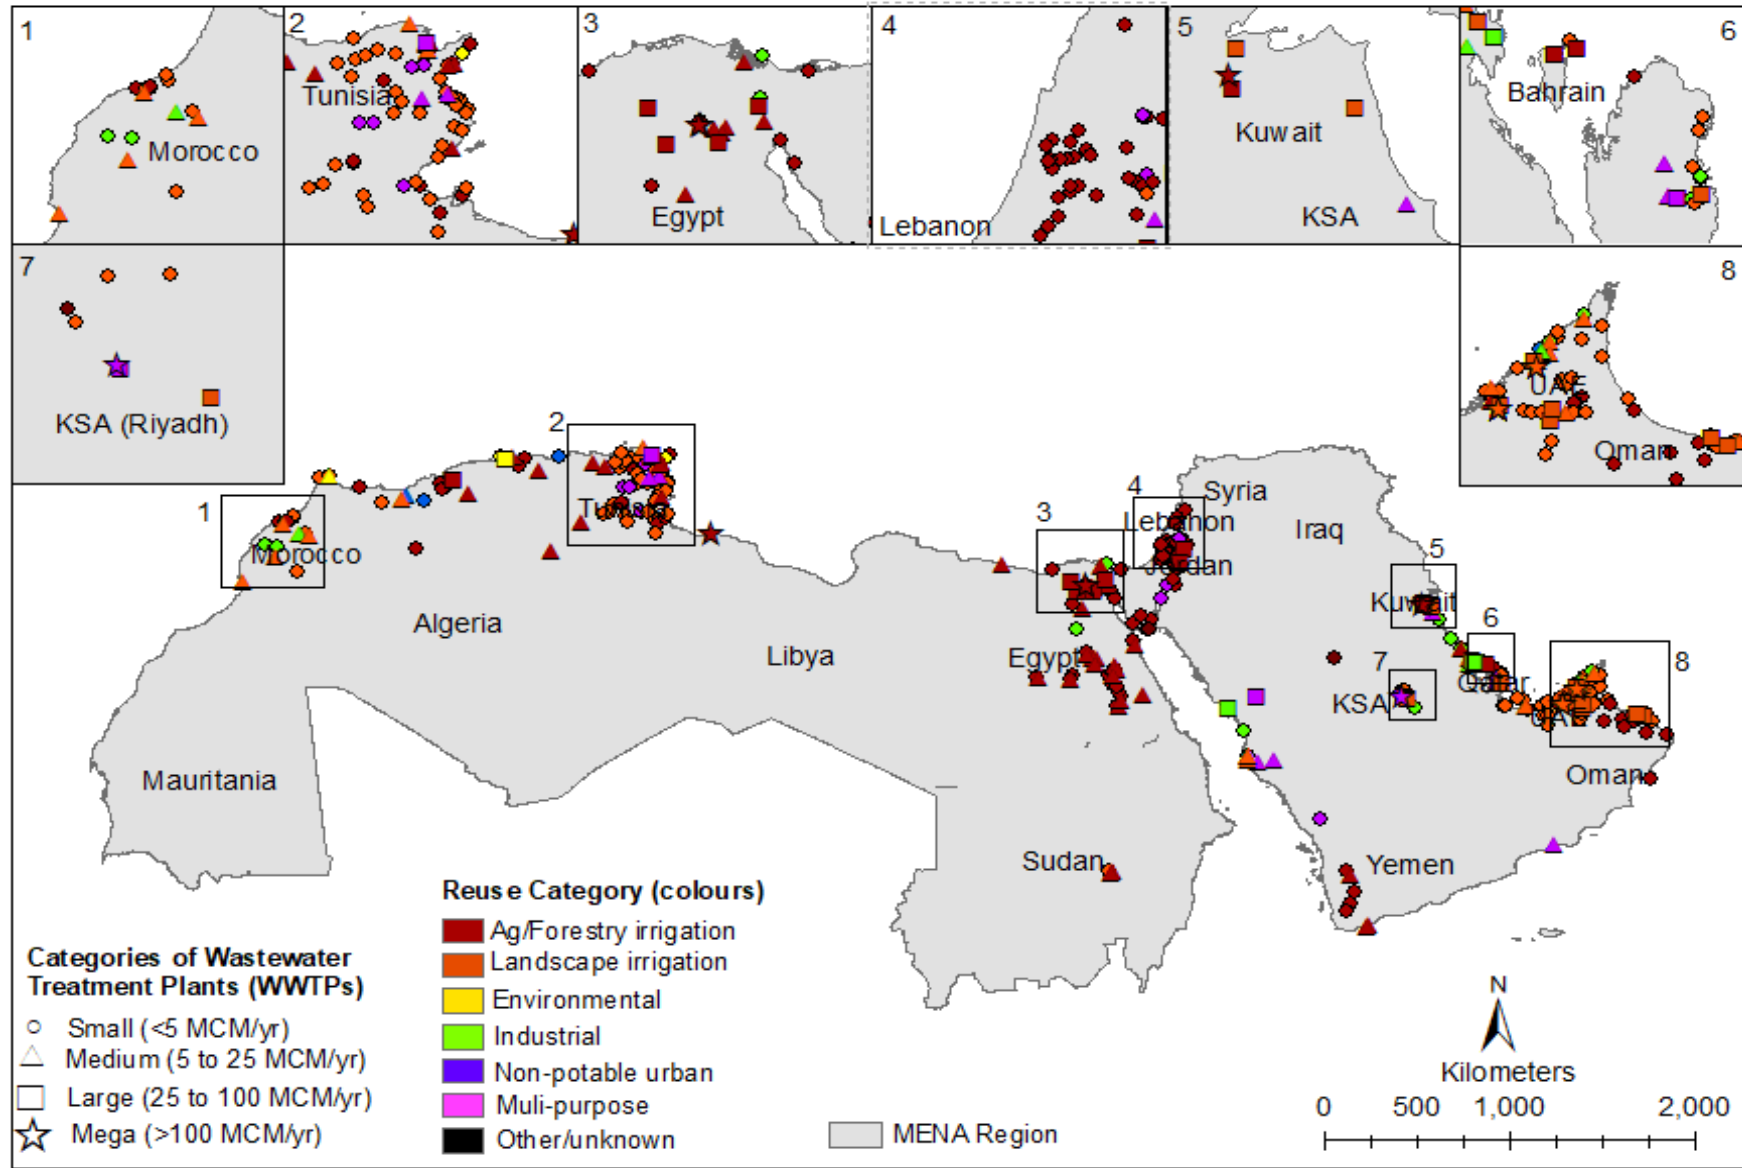 1
2
3
4
5
6
Morocco
Tunisia
Egypt
Lebanon
Kuwait
KSA
Bahrain
7
KSA (Riyadh)
8
UAE
Oman
1
Morocco
2
Tunisia
3
4
Syria
Lebanon
Jordan
Iraq
5
Kuwait
6
7
Qatar
8
KSA
UAE
Oman
Algeria
Libya
Egypt
Mauritania
Sudan
Yemen
Reuse Category (colours)
Ag/Forestry irrigation
Landscape irrigation
Environmental
Industrial
Non-potable urban
Muli-purpose
Other/unknown
Categories of Wastewater
Treatment Plants (WWTPs)
Small (<5 MCM/yr)
Medium (5 to 25 MCM/yr)
Large (25 to 100 MCM/yr)
Mega (>100 MCM/yr)
MENA Region
N
Kilometers
0 500 1,000 2,000